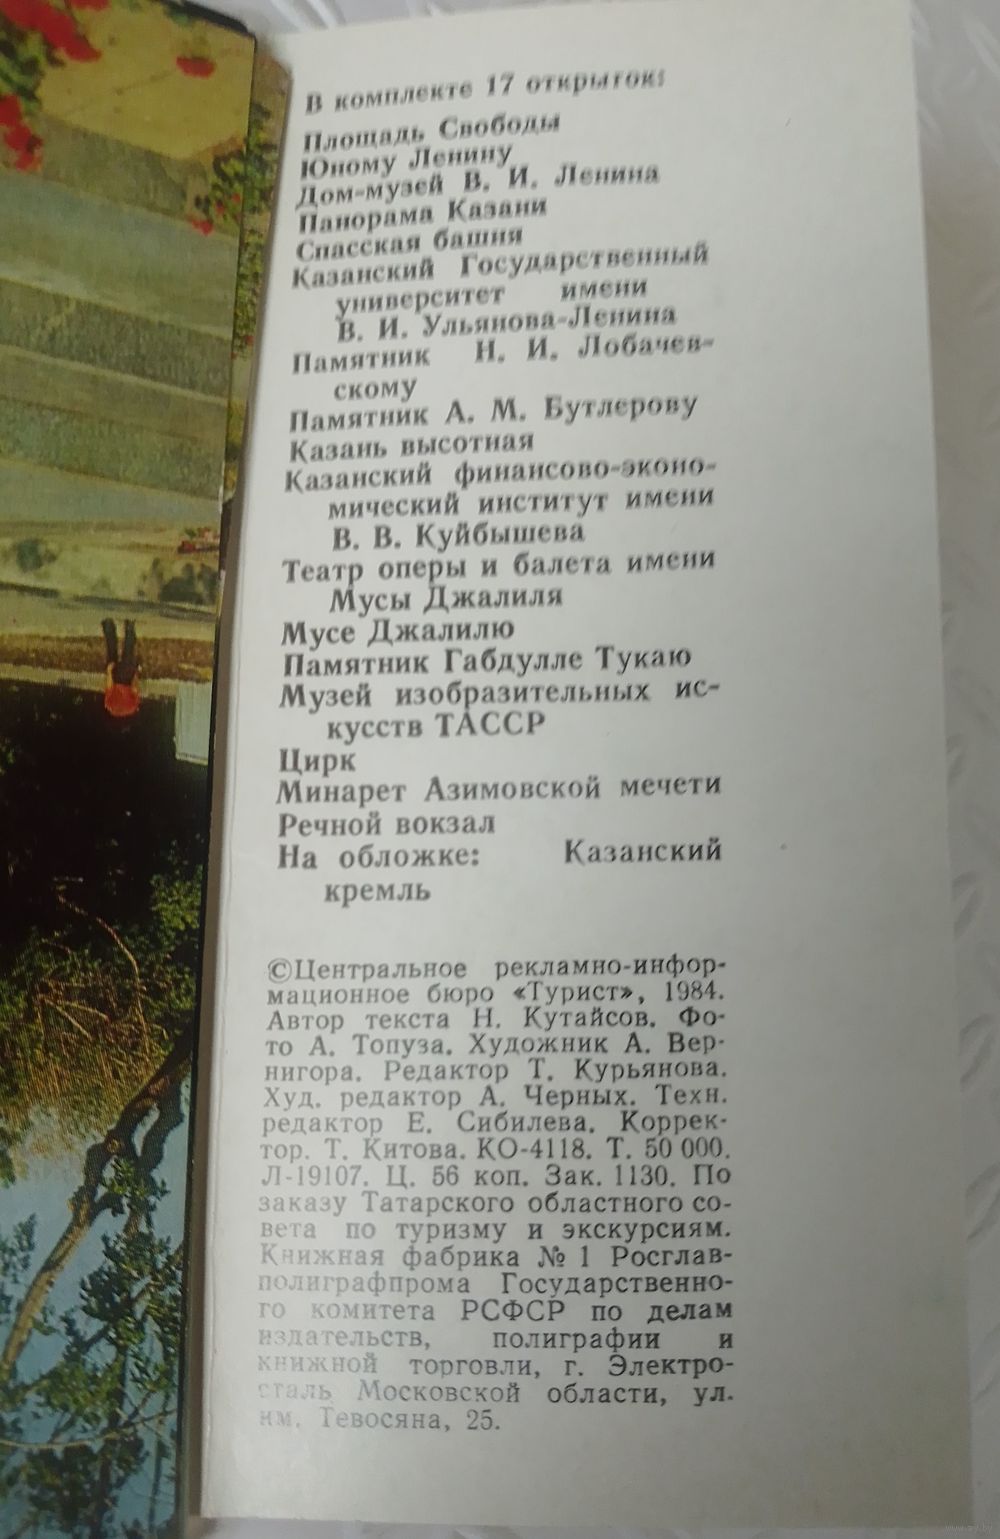 В комплекте 17 открыток:
Площадь Свободы
Юному Ленину
Дом-музей В. И. Ленина
Панорама Казани
Спасская башня
Казанский Государственный
университет имени
В. И. Ульянова-Ленина
Памятник Н. И. Лобачев-
скому
Памятник А. М. Бутлерову
Казань высотная
Казанский финансово-эконо-
мический институт имени
В. В. Куйбышева
Театр оперы и балета имени
Мусы Джалиля
Мусе Джалилю
Памятник Габдулле Тукаю
Музей изобразительных ис-
кусств ТАССР
Цирк
Минарет Азимовской мечети
Речной вокзал
На обложке: Казанский
кремль
©Центральное рекламно-инфор-
мационное бюро «Турист», 1984.
Автор текста Н. Кутайсов. Фо-
то А. Топуза. Художник А. Вер-
нигора. Редактор Т. Курьянова.
Худ. редактор А. Черных. Техн.
редактор Е. Сибилева. Коррек-
тор. Т. Китова. КО-4118. Т. 50 000.
Л-19107. Ц. 56 коп. Зак. 1130. По
заказу Татарского областного со-
вета по туризму и экскурсиям.
Книжная фабрика № 1 Росглав-
полиграфпрома Государственно-
го комитета РСФСР по делам
издательств, полиграфии и
книжной торговли, г. Электро-
сталь Московской области, ул.
им. Тевосяна, 25.